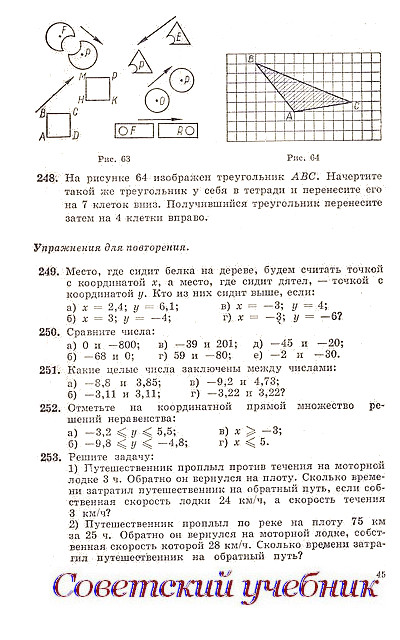 F
P
E
P
M P
H K
P
O
B C
A D
O F
R O
B
A
C
Рис. 63
Рис. 64
248. На рисунке 64 изображен треугольник ABC. Начертите
такой же треугольник у себя в тетради и перенесите его
на 7 клеток вниз. Получившийся треугольник перенесите
затем на 4 клетки вправо.
Упражнения для повторения.
249. Место, где сидит белка на дереве, будем считать точкой
с координатой x, а место, где сидит дятел, — точкой с
координатой y. Кто из них сидит выше, если:
а) x = 2,4; y = 6,1; в) x = —3; y = 4;
б) x = 3; y = —4; г) x = —3; y = —6?
250. Сравните числа:
а) 0 и —800; в) —39 и 201; д) —45 и —20;
б) —68 и 0; г) 59 и —80; е) —2 и —30.
251. Какие целые числа заключены между числами:
а) —8,8 и 3,85; в) —9,2 и 4,73;
б) —3,11 и 3,11; г) —3,22 и 3,22?
252. Отметьте на координатной прямой множество ре-
шений неравенства:
а) —3,2 ⩽ y ⩽ 5,5; в) x ⩾ —3;
б) —9,8 ⩽ y ⩽ —4,8; г) x ⩽ 5.
253. Решите задачу:
1) Путешественник проплыл против течения на моторной
лодке 3 ч. Обратно он вернулся на плоту. Сколько време-
ни затратил путешественник на обратный путь, если соб-
ственная скорость лодки 24 км/ч, а скорость течения
3 км/ч?
2) Путешественник проплыл по реке на плоту 75 км
за 25 ч. Обратно он вернулся на моторной лодке, собст-
венная скорость которой 28 км/ч. Сколько времени затра-
тил путешественник на обратный путь?
45
Советский учебник